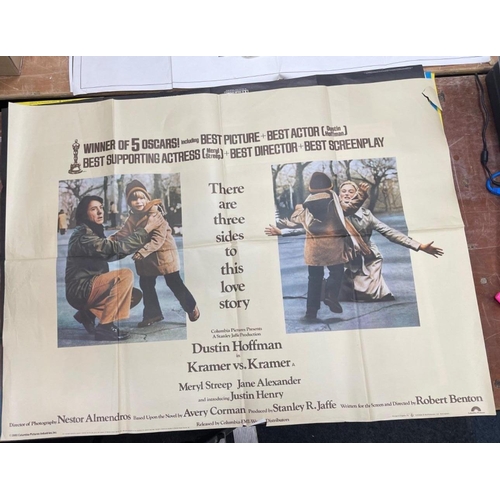 WINNER OF 5 OSCARS! including BEST PICTURE + BEST ACTOR (Dustin Hoffman)
BEST SUPPORTING ACTRESS (Meryl Streep) + BEST DIRECTOR + BEST SCREENPLAY
There
are three
sides to
this
love
story
Columbia Pictures Presents
A Stanley Jaffe Production
Dustin Hoffman
in
Kramer vs. Kramer
Meryl Streep Jane Alexander
and introducing Justin Henry
Director of Photography Nestor Almendros Based Upon the Novel by Avery Corman Produced by Stanley R. Jaffe Written for the Screen and Directed by Robert Benton
Distributors